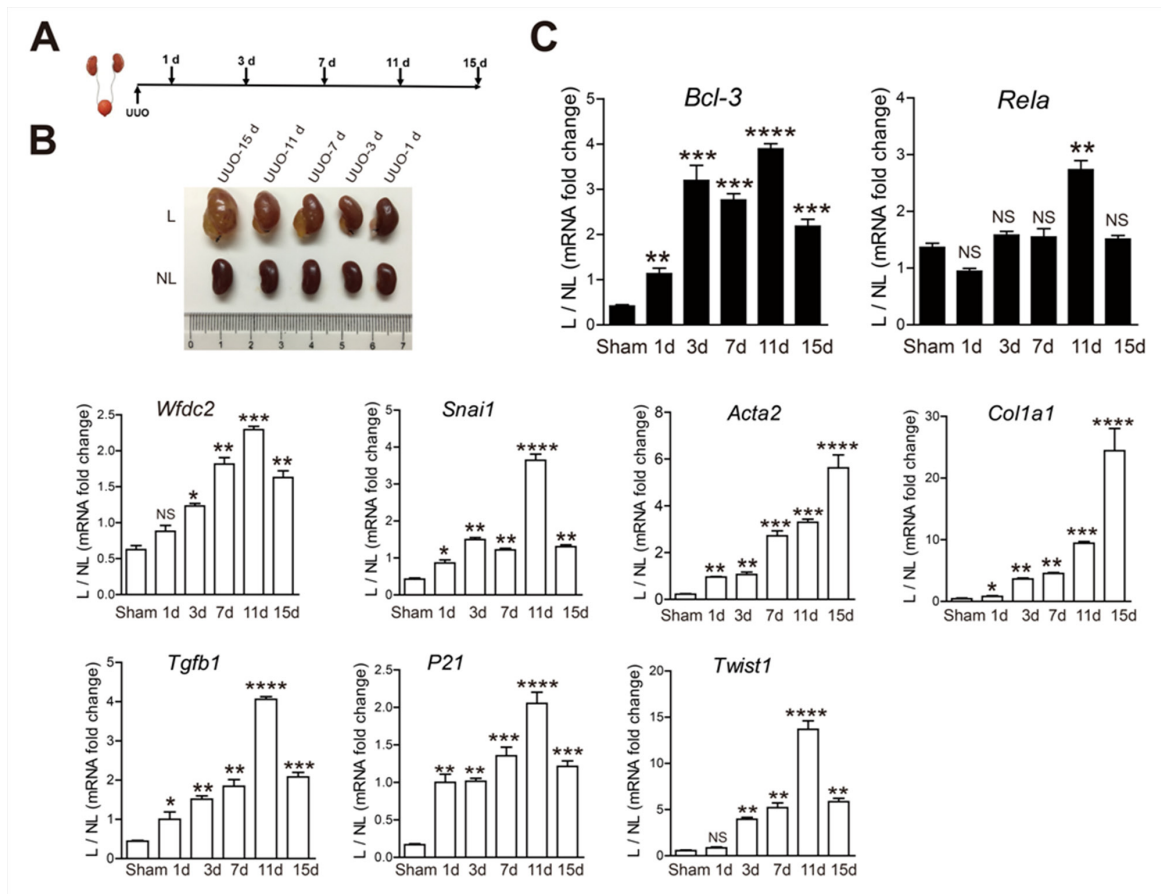 A
1 d 3 d 7 d 11 d 15 d
UUO
B
UUO-15 d UUO-11 d UUO-7 d UUO-3 d UUO-1 d
L
NL
0 1 2 3 4 5 6 7
C
Bcl-3
L / NL (mRNA fold change)
5
4
3
2
1
0
** *** *** **** ***
Sham 1d 3d 7d 11d 15d
Rela
L / NL (mRNA fold change)
4
3
2
1
0
NS NS NS ** NS
Sham 1d 3d 7d 11d 15d
Wfdc2
L / NL (mRNA fold change)
2.5
2.0
1.5
1.0
0.5
0.0
NS * ** *** **
Sham 1d 3d 7d 11d 15d
Snai1
L / NL (mRNA fold change)
5
4
3
2
1
0
* ** ** **** **
Sham 1d 3d 7d 11d 15d
Acta2
L / NL (mRNA fold change)
8
6
4
2
0
** ** *** *** ****
Sham 1d 3d 7d 11d 15d
Col1a1
L / NL (mRNA fold change)
30
20
10
0
* ** ** *** ****
Sham 1d 3d 7d 11d 15d
Tgfb1
L / NL (mRNA fold change)
5
4
3
2
1
0
* ** ** **** ***
Sham 1d 3d 7d 11d 15d
P21
L / NL (mRNA fold change)
2.5
2.0
1.5
1.0
0.5
0.0
** ** *** **** ***
Sham 1d 3d 7d 11d 15d
Twist1
L / NL (mRNA fold change)
20
15
10
5
0
NS ** ** **** **
Sham 1d 3d 7d 11d 15d